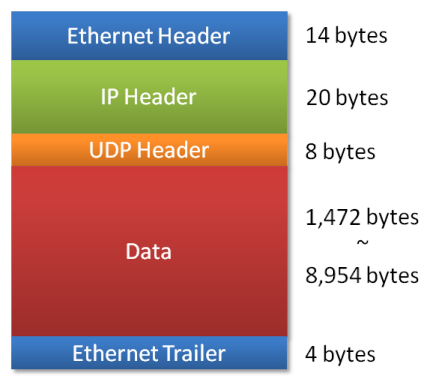 Ethernet Header 14 bytes
IP Header 20 bytes
UDP Header 8 bytes
Data 1,472 bytes
~
8,954 bytes
Ethernet Trailer 4 bytes